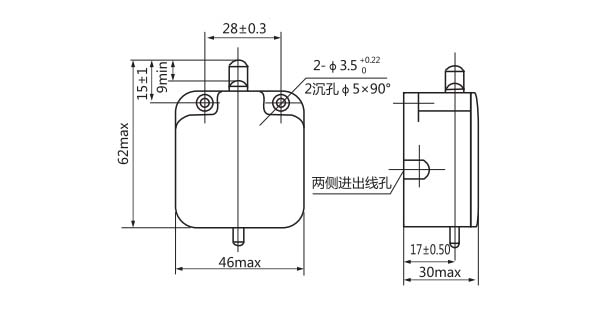 28±0.3
2- ϕ 3.5 +0.22 0
2沉孔 ϕ 5×90°
15±1
9min
62max
两侧进出线孔
46max
17±0.50
30max